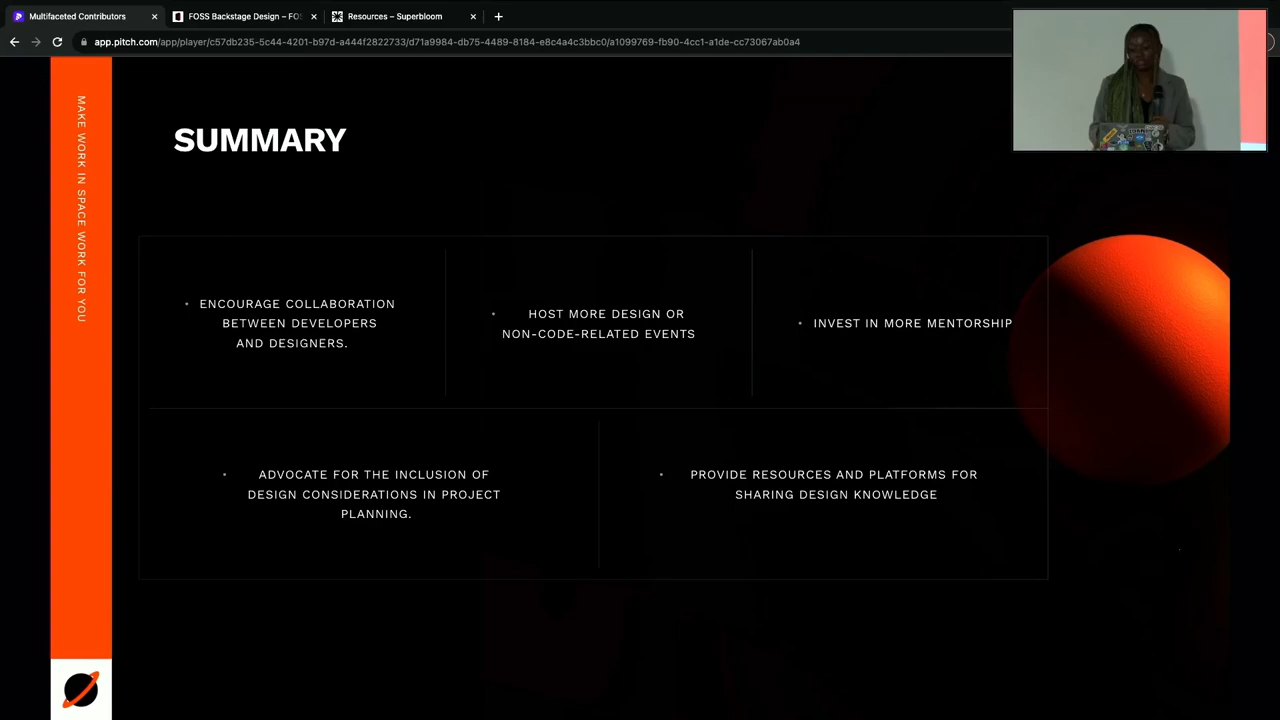 Multifaceted Contributors
FOSS Backstage Design – FOS
Resources – Superbloom
app.pitch.com/app/player/c57db235-5c44-4201-b97d-a444f2822733/d71a9984-db75-4489-8184-e8c4a4c3bbc0/a1099769-fb90-4cc1-a1de-cc73067ab0a4
MAKE WORK IN SPACE WORK FOR YOU
SUMMARY
• ENCOURAGE COLLABORATION
BETWEEN DEVELOPERS
AND DESIGNERS.
• HOST MORE DESIGN OR
NON-CODE-RELATED EVENTS
• INVEST IN MORE MENTORSHIP
• ADVOCATE FOR THE INCLUSION OF
DESIGN CONSIDERATIONS IN PROJECT
PLANNING.
• PROVIDE RESOURCES AND PLATFORMS FOR
SHARING DESIGN KNOWLEDGE